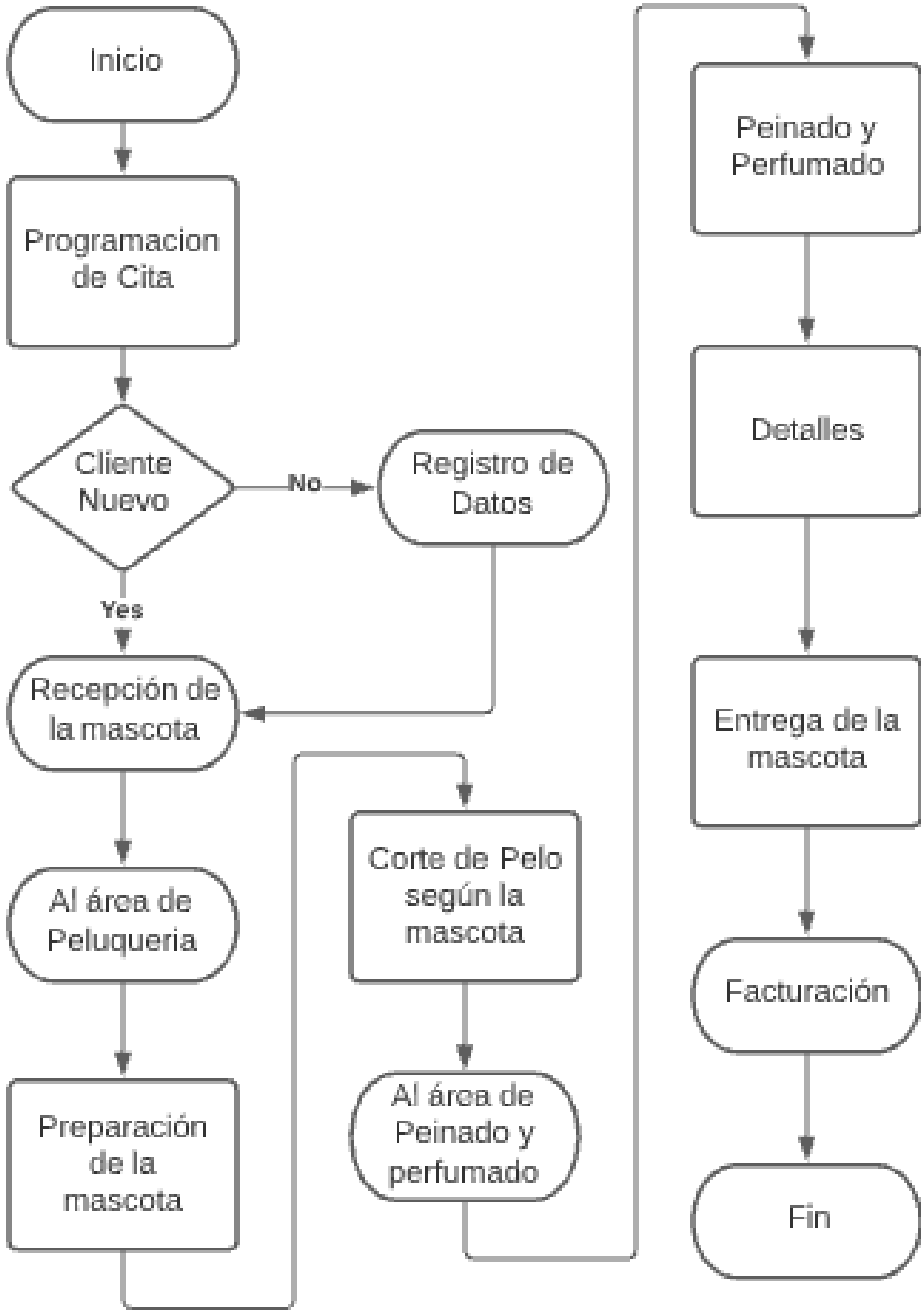 Inicio
Programacion
de Cita
Cliente
Nuevo
No
Registro de
Datos
Yes
Recepción de
la mascota
Al área de
Peluqueria
Preparación
de la
mascota
Corte de Pelo
según la
mascota
Al área de
Peinado y
perfumado
Peinado y
Perfumado
Detalles
Entrega de la
mascota
Facturación
Fin